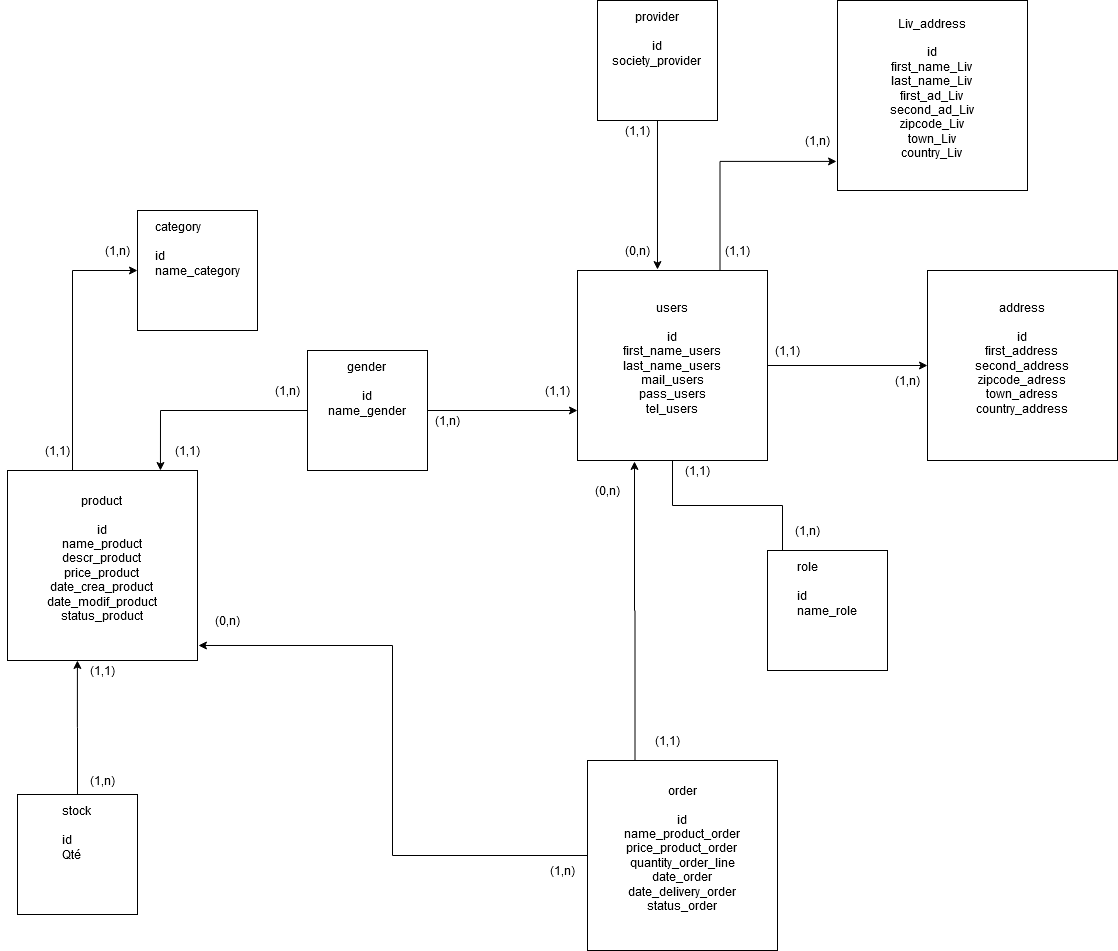 provider
id
society_provider
(1,1)
Liv_address
id
first_name_Liv
last_name_Liv
first_ad_Liv
second_ad_Liv
zipcode_Liv
town_Liv
country_Liv
(1,n)
category
id
name_category
(1,n)
(0,n)
(1,1)
users
id
first_name_users
last_name_users
mail_users
pass_users
tel_users
address
id
first_address
second_address
zipcode_adress
town_adress
country_address
(1,1)
(1,n)
gender
id
name_gender
(1,n)
(1,1)
(1,n)
(1,1)
(1,1)
product
id
name_product
descr_product
price_product
date_crea_product
date_modif_product
status_product
(0,n)
(1,1)
(1,n)
role
id
name_role
(0,n)
(1,1)
(1,n)
stock
id
Qté
(1,1)
order
id
name_product_order
price_product_order
quantity_order_line
date_order
date_delivery_order
status_order
(1,n)